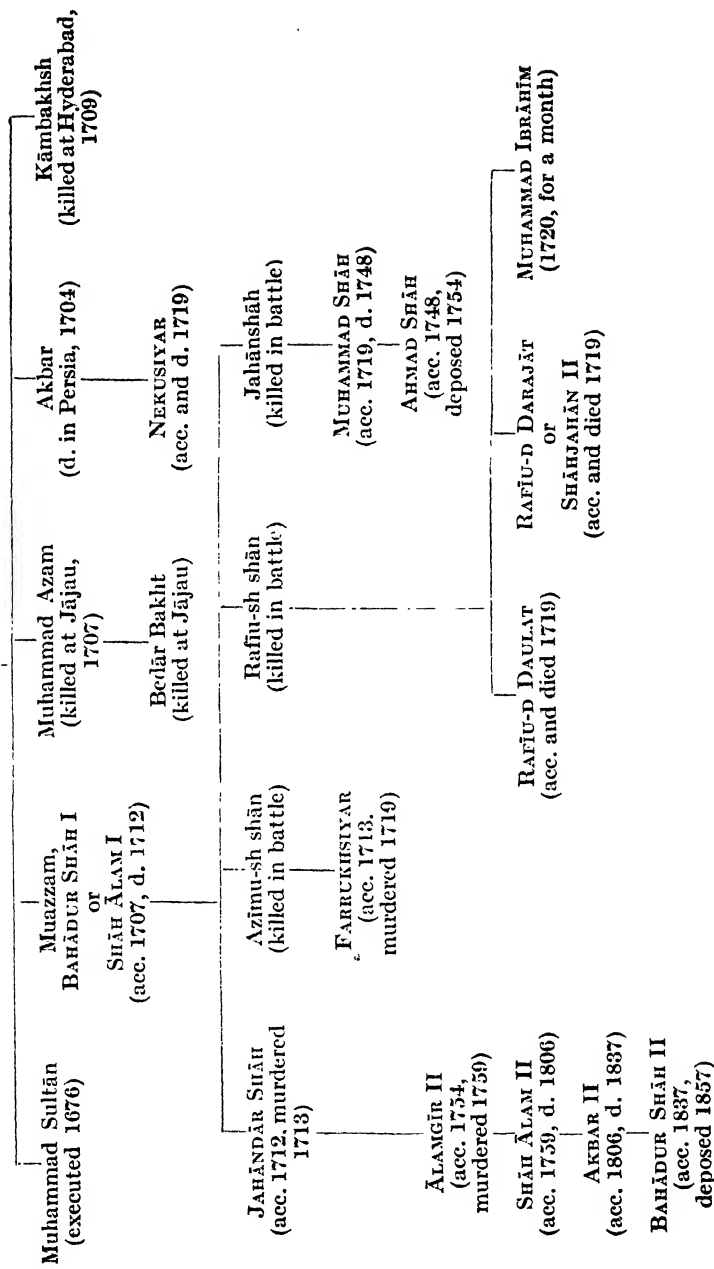 Muhammad Sultān
(executed 1676)
Muazzam,
BAHĀDUR SHĀH I
or
SHĀH ĀLAM I
(acc. 1707, d. 1712)
Muhammad Azam
(killed at Jājau,
1707)
Bedār Bakht
(killed at Jājau)
Akbar
(d. in Persia, 1704)
NEKUSIYAR
(acc. and d. 1719)
Kāmbakhsh
(killed at Hyderabad,
1709)
JAHĀNDĀR SHĀH
(acc. 1712, murdered
1713)
Azīmu-sh shān
(killed in battle)
Rafīu-sh shān
(killed in battle)
Jahānshāh
(killed in battle)
ĀLAMGĪR II
(acc. 1754,
murdered 1759)
SHĀH ĀLAM II
(acc. 1759, d. 1806)
AKBAR II
(acc. 1806, d. 1837)
BAHĀDUR SHĀH II
(acc. 1837,
deposed 1857)
FARRUKHSIYAR
(acc. 1713.
murdered 1719)
MUHAMMAD SHĀH
(acc. 1719, d. 1748)
AHMAD SHĀH
(acc. 1748,
deposed 1754)
RAFĪU-D DAULAT
(acc. and died 1719)
RAFĪU-D DARAJĀT
or
SHĀHJAHĀN II
(acc. and died 1719)
MUHAMMAD IBRĀHĪM
(1720, for a month)